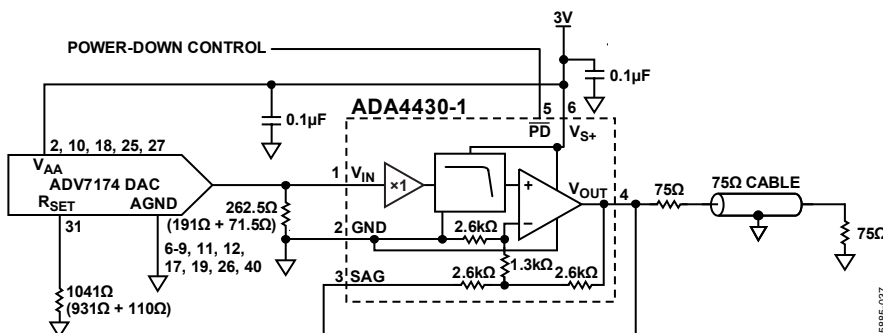 3V
POWER-DOWN CONTROL
0.1µF
ADA4430-1
5
6
0.1µF
PD
VS+
2, 10, 18, 25, 27
VAA
ADV7174 DAC
RSET
AGND
1
VIN
×1
+
−
VOUT
4
75Ω
75Ω CABLE
262.5Ω
(191Ω + 71.5Ω)
2
GND
2.6kΩ
75Ω
31
6-9, 11, 12,
17, 19, 26, 40
1.3kΩ
3
SAG
2.6kΩ
2.6kΩ
1041Ω
(931Ω + 110Ω)